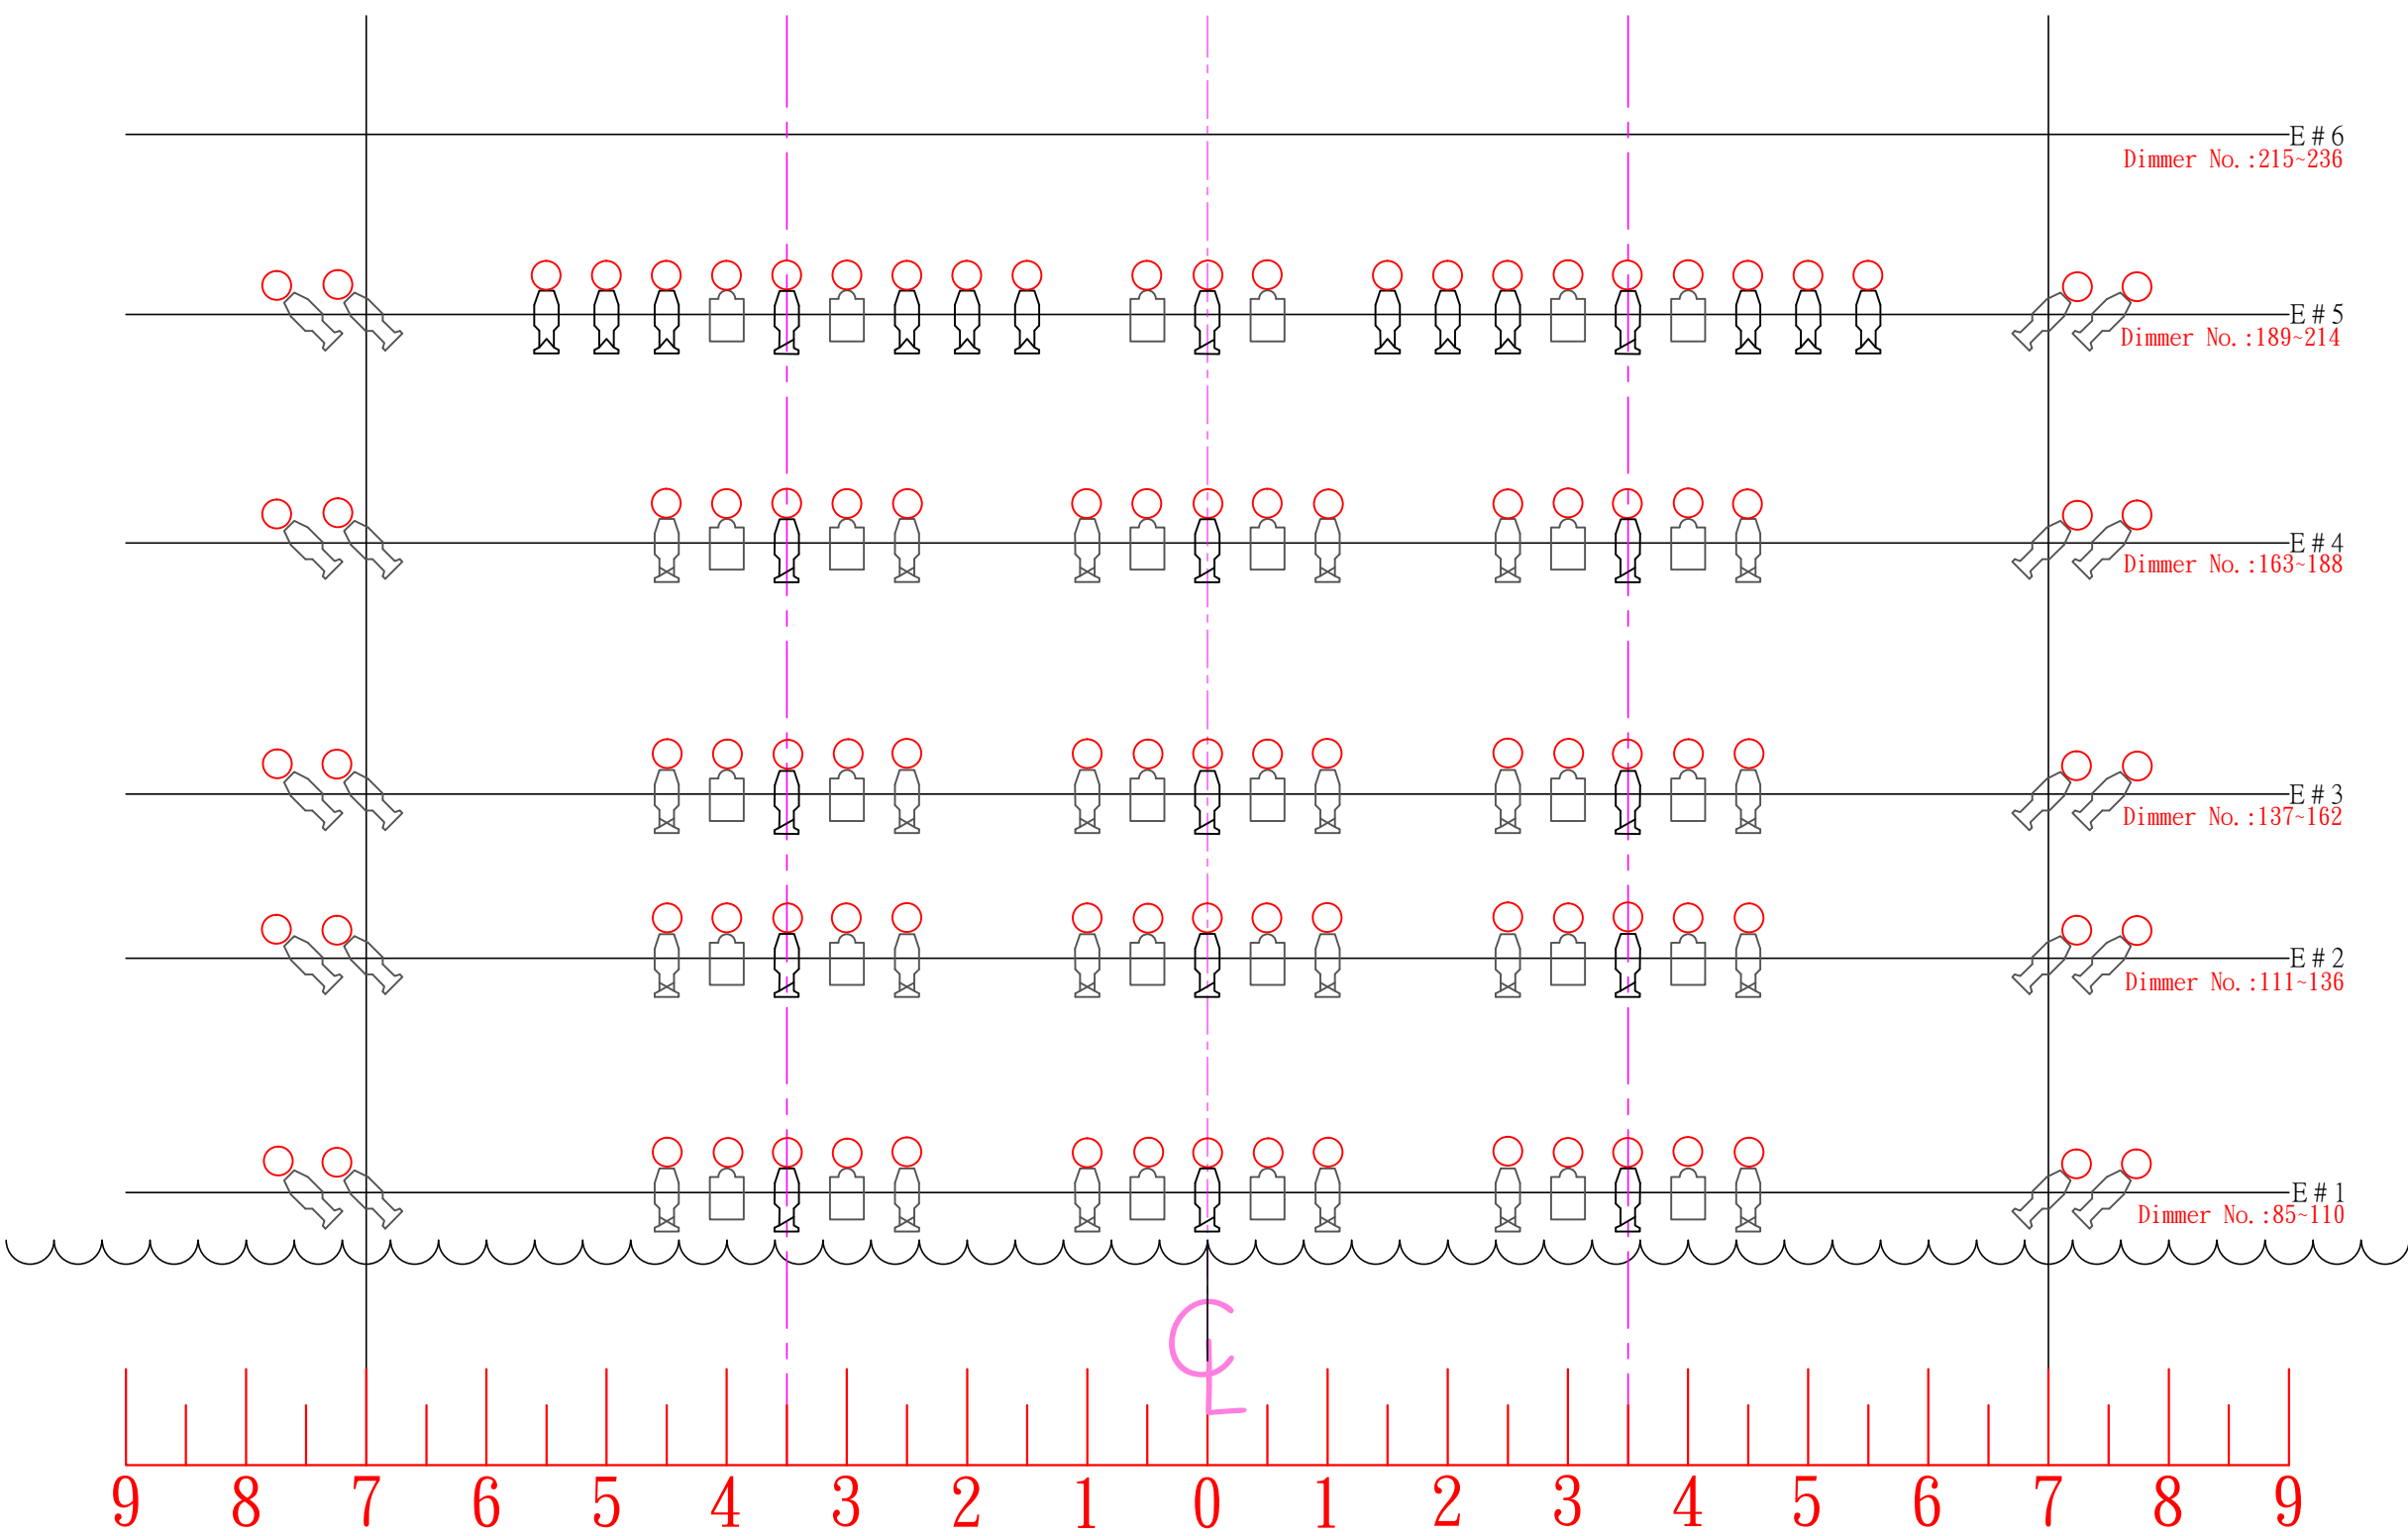 E#6
Dimmer No.:215~236
E#5
Dimmer No.:189~214
E#4
Dimmer No.:163~188
E#3
Dimmer No.:137~162
E#2
Dimmer No.:111~136
E#1
Dimmer No.:85~110
CL
9 8 7 6 5 4 3 2 1 0 1 2 3 4 5 6 7 8 9